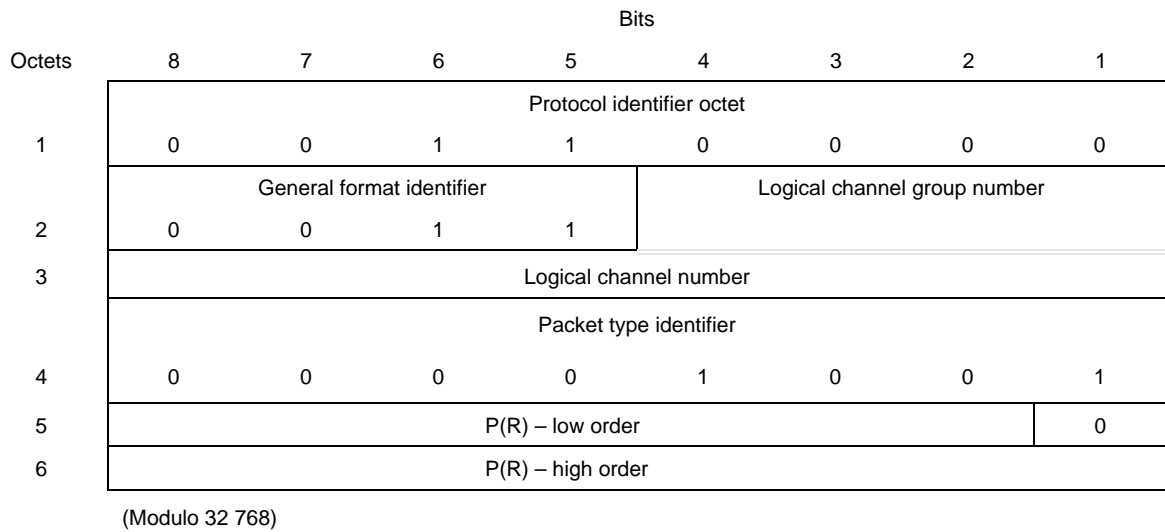 Bits
Octets 8 7 6 5 4 3 2 1
Protocol identifier octet
1 0 0 1 1 0 0 0 0
General format identifier Logical channel group number
2 0 0 1 1
3 Logical channel number
Packet type identifier
4 0 0 0 0 1 0 0 1
5 P(R) – low order 0
6 P(R) – high order
(Modulo 32 768)